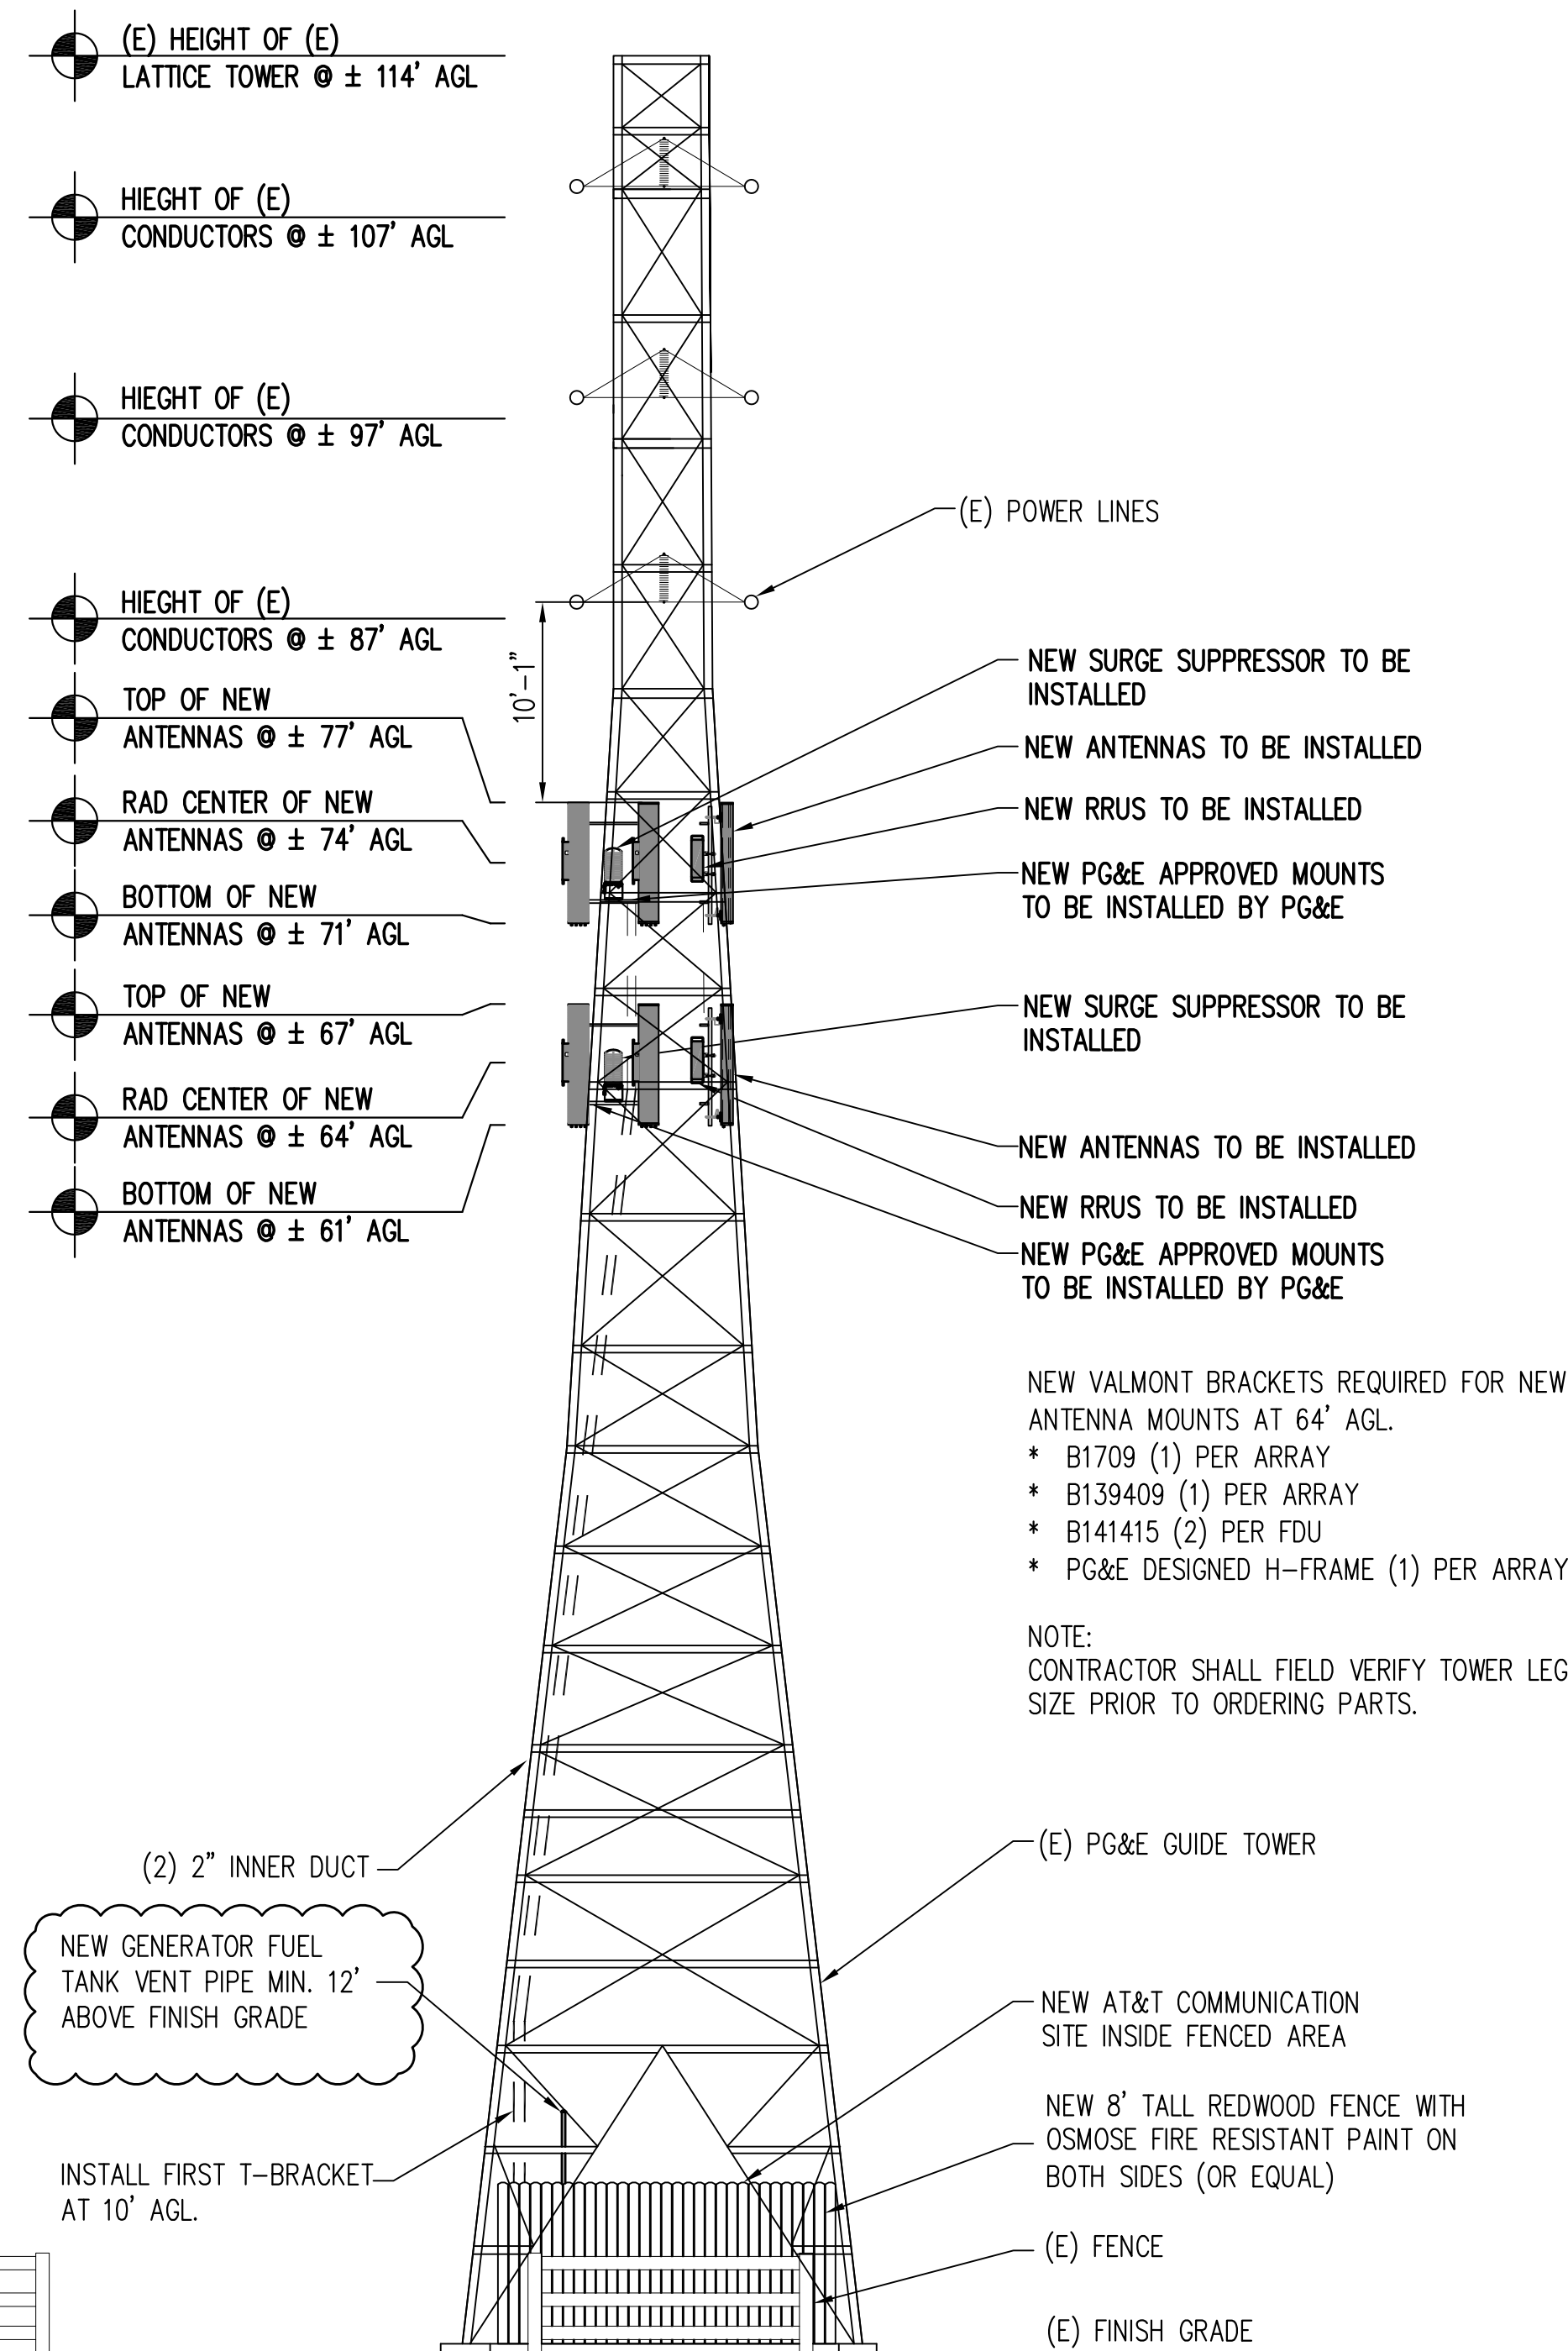 (E) HEIGHT OF (E)
LATTICE TOWER @ ± 114' AGL
HIEGHT OF (E)
CONDUCTORS @ ± 107' AGL
HIEGHT OF (E)
CONDUCTORS @ ± 97' AGL
HIEGHT OF (E)
CONDUCTORS @ ± 87' AGL
TOP OF NEW
ANTENNAS @ ± 77' AGL
RAD CENTER OF NEW
ANTENNAS @ ± 74' AGL
BOTTOM OF NEW
ANTENNAS @ ± 71' AGL
TOP OF NEW
ANTENNAS @ ± 67' AGL
RAD CENTER OF NEW
ANTENNAS @ ± 64' AGL
BOTTOM OF NEW
ANTENNAS @ ± 61' AGL
10'-1"
(E) POWER LINES
NEW SURGE SUPPRESSOR TO BE
INSTALLED
NEW ANTENNAS TO BE INSTALLED
NEW RRUS TO BE INSTALLED
NEW PG&E APPROVED MOUNTS
TO BE INSTALLED BY PG&E
NEW SURGE SUPPRESSOR TO BE
INSTALLED
NEW ANTENNAS TO BE INSTALLED
NEW RRUS TO BE INSTALLED
NEW PG&E APPROVED MOUNTS
TO BE INSTALLED BY PG&E
NEW VALMONT BRACKETS REQUIRED FOR NEW
ANTENNA MOUNTS AT 64' AGL.
* B1709 (1) PER ARRAY
* B139409 (1) PER ARRAY
* B141415 (2) PER FDU
* PG&E DESIGNED H-FRAME (1) PER ARRAY
NOTE:
CONTRACTOR SHALL FIELD VERIFY TOWER LEG
SIZE PRIOR TO ORDERING PARTS.
(2) 2" INNER DUCT
NEW GENERATOR FUEL
TANK VENT PIPE MIN. 12'
ABOVE FINISH GRADE
INSTALL FIRST T-BRACKET
AT 10' AGL.
(E) PG&E GUIDE TOWER
NEW AT&T COMMUNICATION
SITE INSIDE FENCED AREA
NEW 8' TALL REDWOOD FENCE WITH
OSMOSE FIRE RESISTANT PAINT ON
BOTH SIDES (OR EQUAL)
(E) FENCE
(E) FINISH GRADE